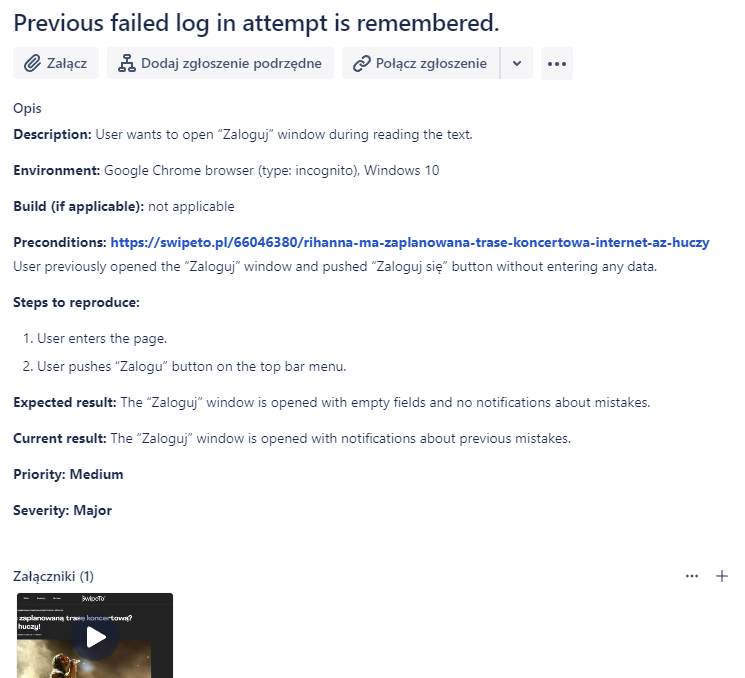 Previous failed log in attempt is remembered.
Załącz
Dodaj zgłoszenie podrzędne
Połącz zgłoszenie
Opis
Description: User wants to open “Zaloguj” window during reading the text.
Environment: Google Chrome browser (type: incognito), Windows 10
Build (if applicable): not applicable
Preconditions: https://swipeto.pl/66046380/rihanna-ma-zaplanowana-trase-koncertowa-internet-az-huczy
User previously opened the “Zaloguj” window and pushed “Zaloguj się” button without entering any data.
Steps to reproduce:
1. User enters the page.
2. User pushes “Zalogu” button on the top bar menu.
Expected result: The “Zaloguj” window is opened with empty fields and no notifications about mistakes.
Current result: The “Zaloguj” window is opened with notifications about previous mistakes.
Priority: Medium
Severity: Major
Załączniki (1)
SwipeTo
zaplanowaną trasę koncertową?
huczy!